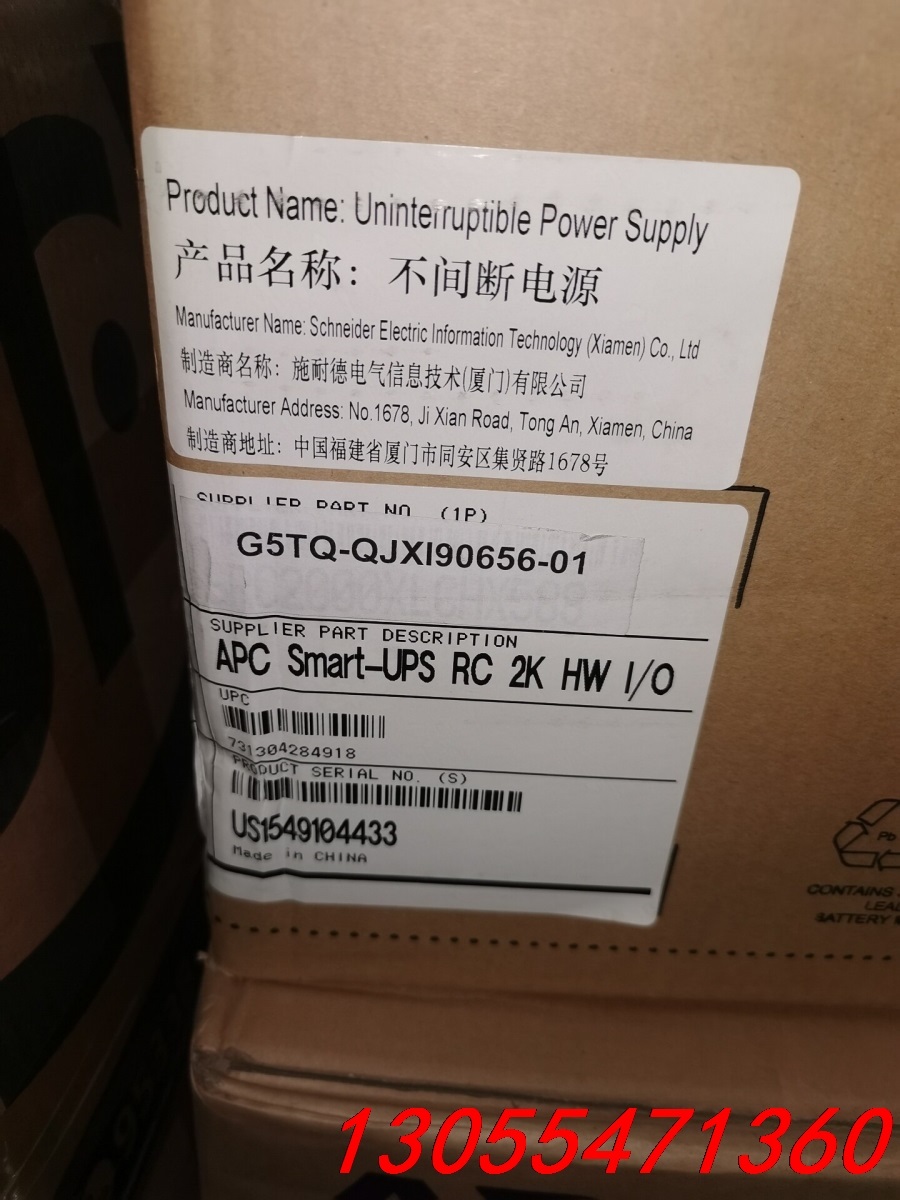 Product Name: Uninterruptible Power Supply
产品名称：不间断电源
Manufacturer Name: Schneider Electric Information Technology (Xiamen) Co., Ltd
制造商名称：施耐德电气信息技术(厦门)有限公司
Manufacturer Address: No.1678, Ji Xian Road, Tong An, Xiamen, China
制造商地址：中国福建省厦门市同安区集贤路1678号
SUPPLIER PART NO. (1P)
G5TQ-QJXI90656-01
SUPPLIER PART DESCRIPTION
APC Smart-UPS RC 2K HW I/O
UPC
731304284918
PRODUCT SERIAL NO. (S)
US1549104433
Made in CHINA
Pb
CONTAINS
LEAD
BATTERY
13055471360